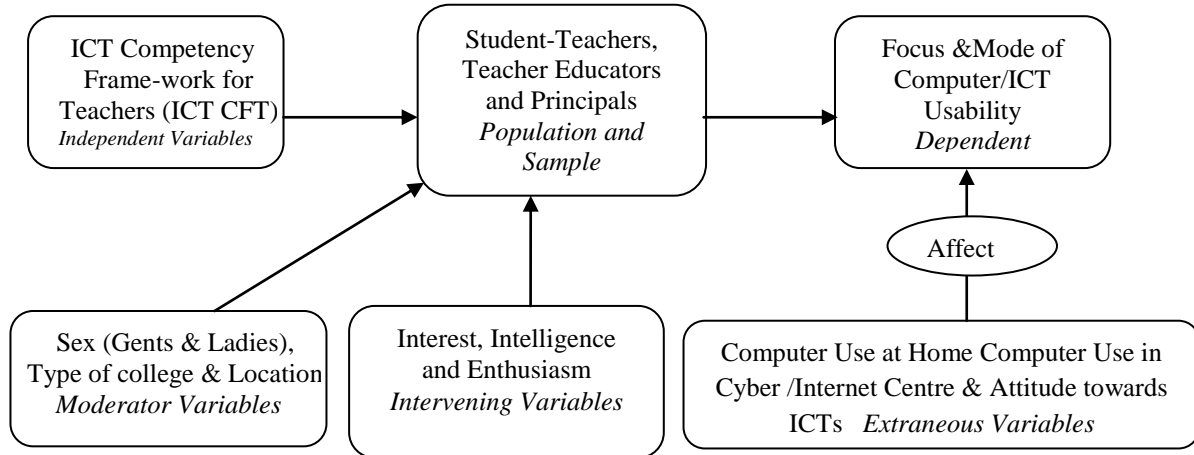 ICT Competency
Frame-work for
Teachers (ICT CFT)
Independent Variables
Student-Teachers,
Teacher Educators
and Principals
Population and
Sample
Focus &Mode of
Computer/ICT
Usability
Dependent
Affect
Sex (Gents & Ladies),
Type of college & Location
Moderator Variables
Interest, Intelligence
and Enthusiasm
Intervening Variables
Computer Use at Home Computer Use in
Cyber /Internet Centre & Attitude towards
ICTs Extraneous Variables